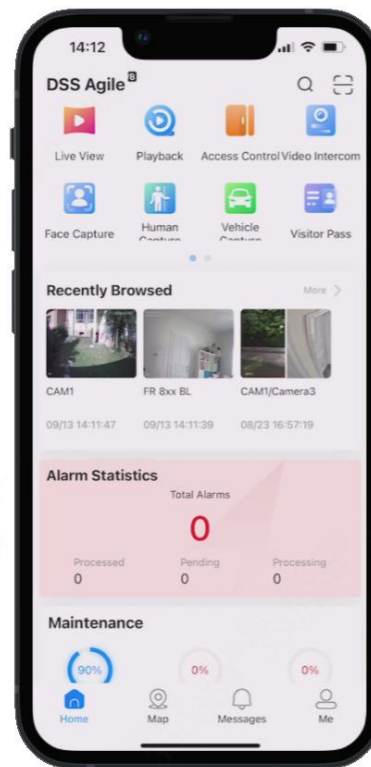 14:12
DSS Agile 8
Live View Playback Access Control Video Intercom
Face Capture Human Capture Vehicle Capture Visitor Pass
Recently Browsed More
CAM1 FR 8xx BL CAM1/Camera3
09/13 14:11:47 09/13 14:11:39 08/23 16:57:19
Alarm Statistics
Total Alarms
0
Processed Pending Processing
0 0 0
Maintenance
90% 0% 0%
Home Map Messages Me